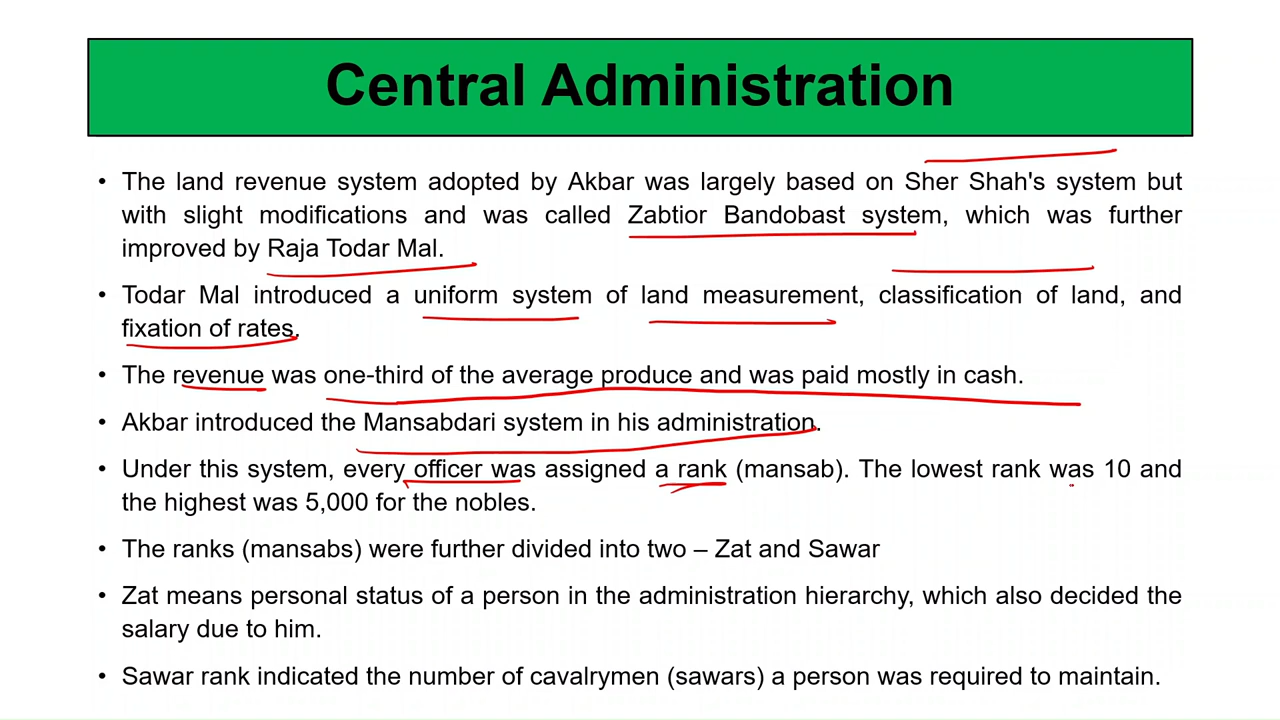 Central Administration
• The land revenue system adopted by Akbar was largely based on Sher Shah's system but
with slight modifications and was called Zabtior Bandobast system, which was further
improved by Raja Todar Mal.
• Todar Mal introduced a uniform system of land measurement, classification of land, and
fixation of rates.
• The revenue was one-third of the average produce and was paid mostly in cash.
• Akbar introduced the Mansabdari system in his administration.
• Under this system, every officer was assigned a rank (mansab). The lowest rank was 10 and
the highest was 5,000 for the nobles.
• The ranks (mansabs) were further divided into two – Zat and Sawar
• Zat means personal status of a person in the administration hierarchy, which also decided the
salary due to him.
• Sawar rank indicated the number of cavalrymen (sawars) a person was required to maintain.